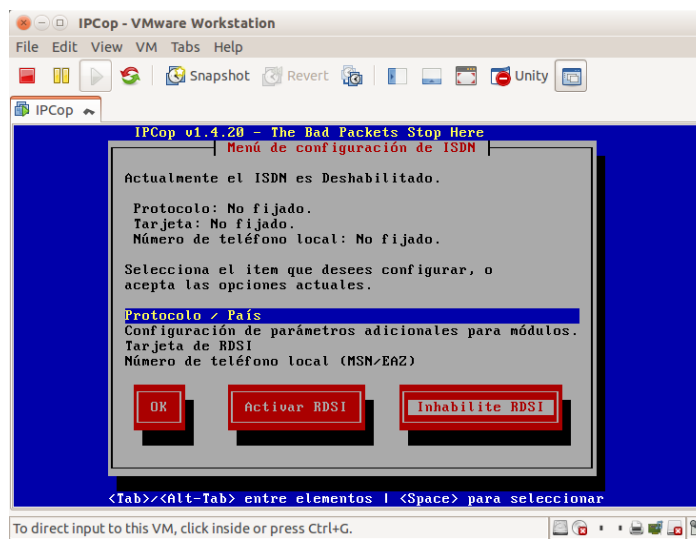 IPCop - VMware Workstation
File Edit View VM Tabs Help
Snapshot Revert Unity
IPCop
IPCop v1.4.20 - The Bad Packets Stop Here
Menú de configuración de ISDN
Actualmente el ISDN es Deshabilitado.
Protocolo: No fijado.
Tarjeta: No fijado.
Número de teléfono local: No fijado.
Selecciona el item que desees configurar, o
acepta las opciones actuales.
Protocolo / País
Configuración de parámetros adicionales para módulos.
Tarjeta de RDSI
Número de teléfono local (MSN/EAZ)
OK Activar RDSI Inhabilite RDSI
<Tab>/<Alt-Tab> entre elementos | <Space> para seleccionar
To direct input to this VM, click inside or press Ctrl+G.